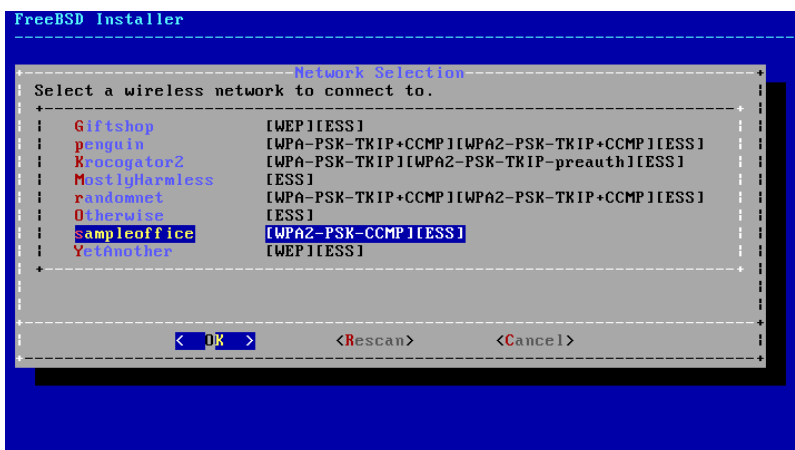 FreeBSD Installer
Network Selection
Select a wireless network to connect to.
Giftshop [WEP][ESS]
penguin [WPA-PSK-TKIP+CCMP][WPA2-PSK-TKIP+CCMP][ESS]
Krocogator2 [WPA-PSK-TKIP][WPA2-PSK-TKIP-preauth][ESS]
MostlyHarmless [ESS]
randomnet [WPA-PSK-TKIP+CCMP][WPA2-PSK-TKIP+CCMP][ESS]
Otherwise [ESS]
sampleoffice [WPA2-PSK-CCMP][ESS]
YetAnother [WEP][ESS]
< OK > <Rescan> <Cancel>